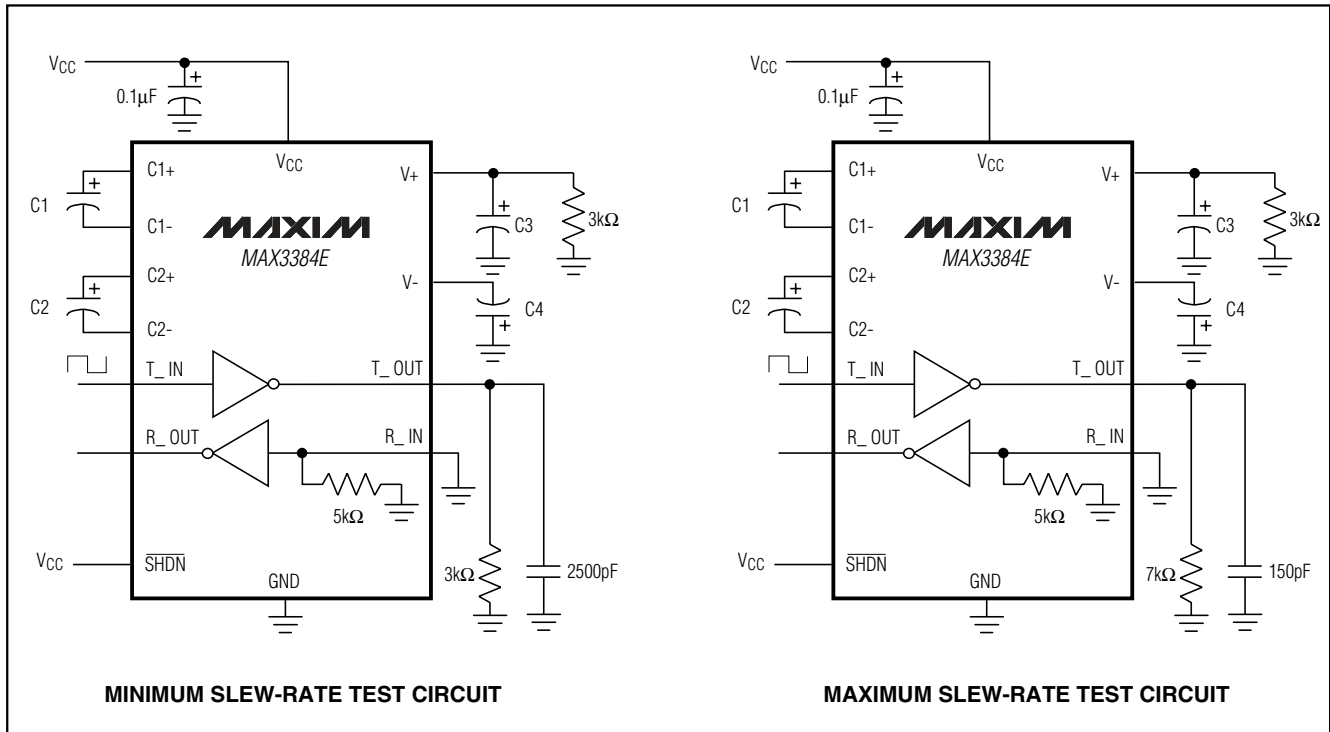 VCC
+
0.1μF
VCC
C1+
C1
+
C1-
C2+
C2
+
C2-
MAXIM
MAX3384E
V+
+
C3
3kΩ
V-
C4
+
T_ IN
T_ OUT
R_ OUT
R_ IN
5kΩ
VCC
SHDN
GND
3kΩ
2500pF
MINIMUM SLEW-RATE TEST CIRCUIT
VCC
+
0.1μF
VCC
C1+
C1
+
C1-
C2+
C2
+
C2-
MAXIM
MAX3384E
V+
+
C3
3kΩ
V-
C4
+
T_ IN
T_ OUT
R_ OUT
R_ IN
5kΩ
VCC
SHDN
GND
7kΩ
150pF
MAXIMUM SLEW-RATE TEST CIRCUIT